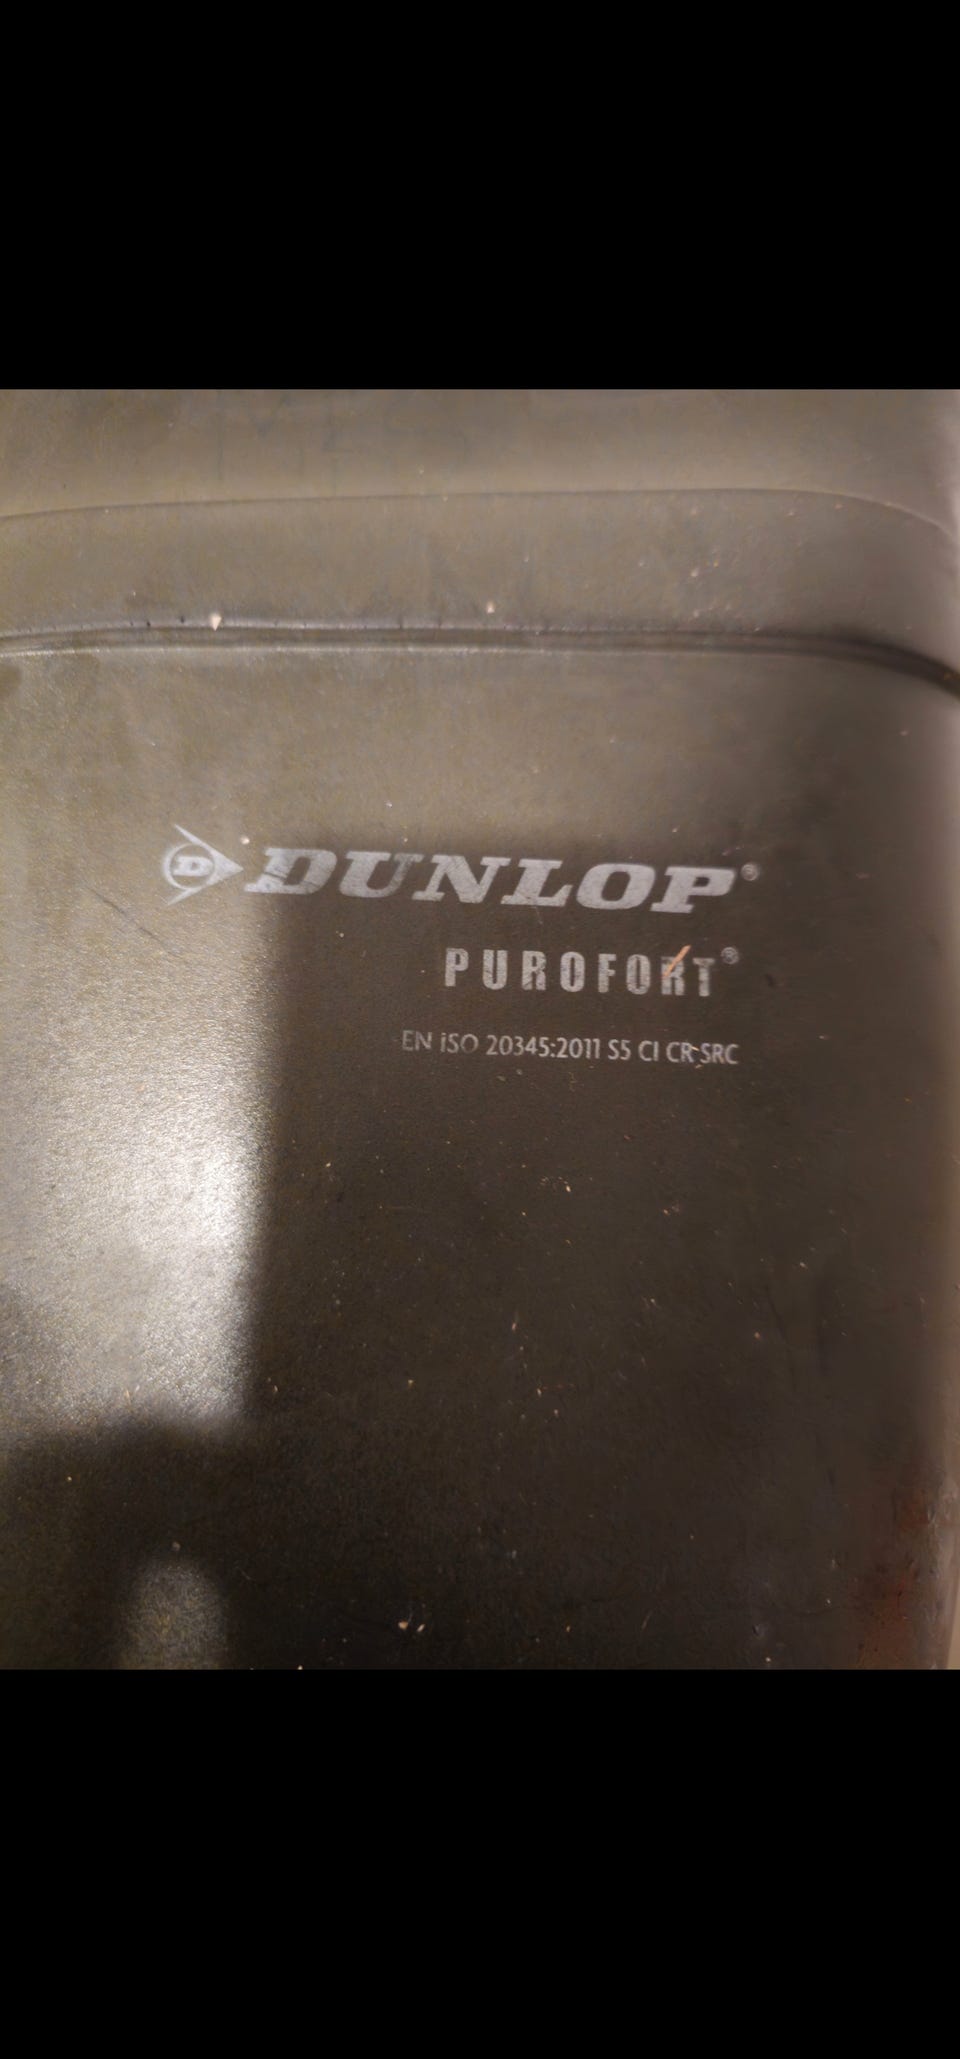 D DUNLOP®
PUROFORT®
EN ISO 20345:2011 S5 CI CR SRC